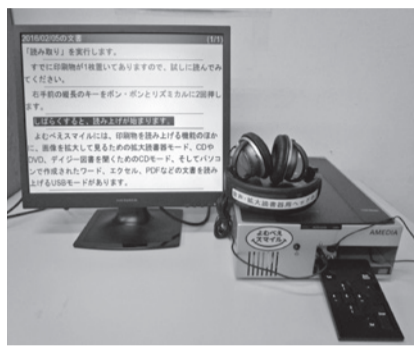 2016/02/05の文書 (1/1)
「読み取り」を実行します。
すでに印刷物が1枚置いてありますので、試しに読んでみ
てください。
右手前の縦長のキーをポン・ポンとリズミカルに2回押し
ます。
しばらくすると、読み上げが始まります。
よむべえスマイルには、印刷物を読み上げる機能のほか
に、画像を拡大して見るための拡大読書器モード、CDや
DVD、デイジー図書を聞くためのCDモード、そしてパソコ
ンで作成されたワード、エクセル、PDFなどの文書を読み
上げるUSBモードがあります。
拡大読書器用ヘッド
よむべえ
スマイル
AMEDIA